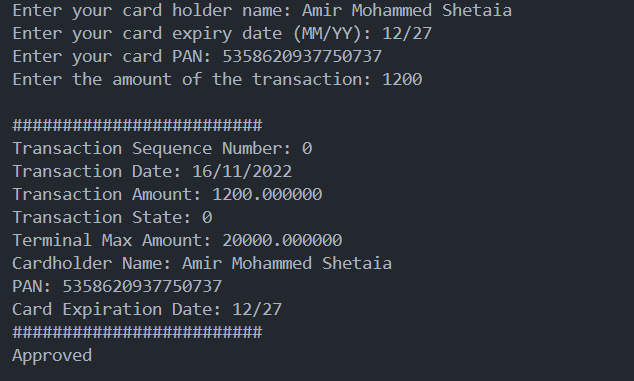 Enter your card holder name: Amir Mohammed Shetaia
Enter your card expiry date (MM/YY): 12/27
Enter your card PAN: 5358620937750737
Enter the amount of the transaction: 1200
#########################
Transaction Sequence Number: 0
Transaction Date: 16/11/2022
Transaction Amount: 1200.000000
Transaction State: 0
Terminal Max Amount: 20000.000000
Cardholder Name: Amir Mohammed Shetaia
PAN: 5358620937750737
Card Expiration Date: 12/27
#########################
Approved